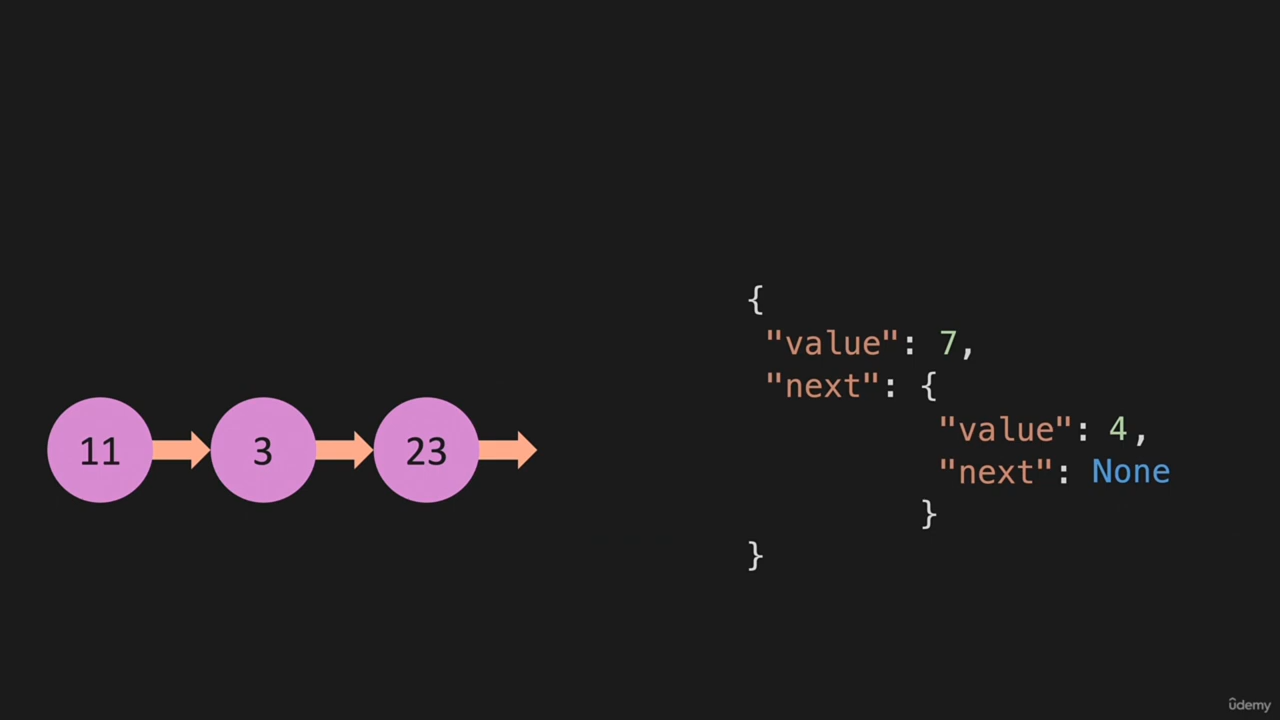 {
"value": 7,
"next": {
"value": 4,
"next": None
}
}
11 3 23
udemy